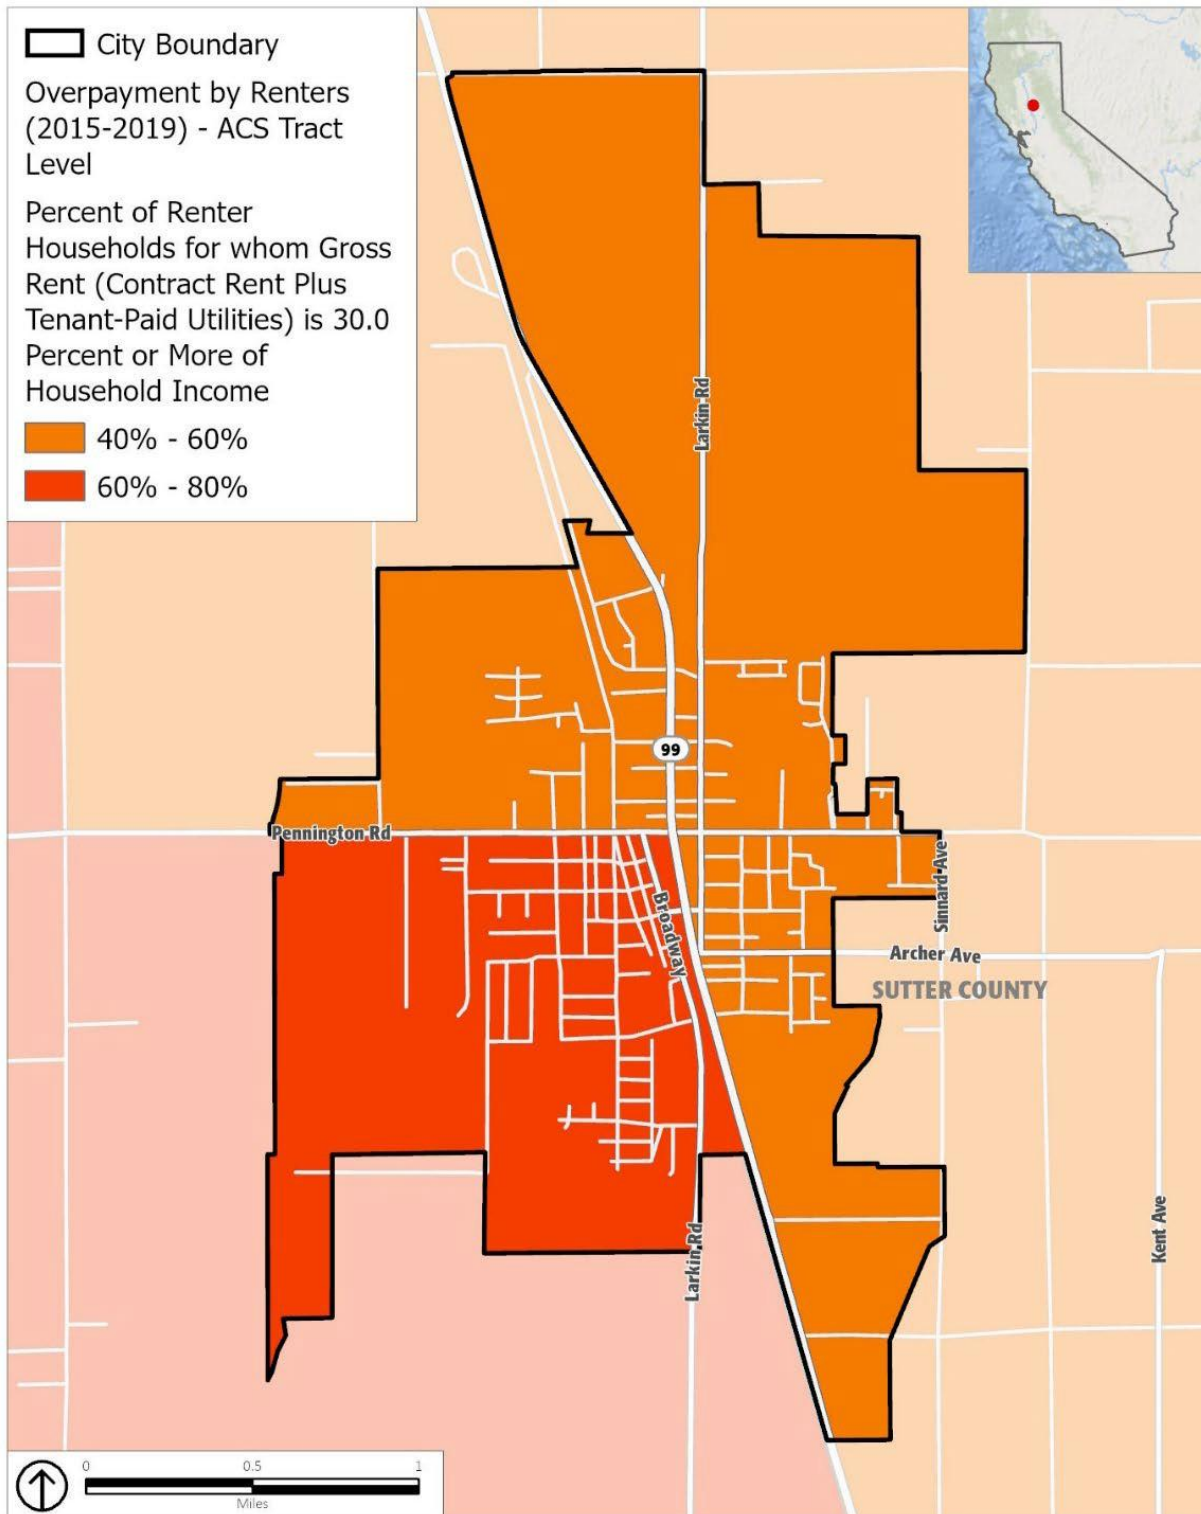 City Boundary
Overpayment by Renters
(2015-2019) - ACS Tract
Level
Percent of Renter
Households for whom Gross
Rent (Contract Rent Plus
Tenant-Paid Utilities) is 30.0
Percent or More of
Household Income
40% - 60%
60% - 80%
Larkin Rd
99
Pennington Rd
Broadway
Sinnard Ave
Archer Ave
SUTTER COUNTY
Kent Ave
Larkin Rd
0 0.5 1
Miles